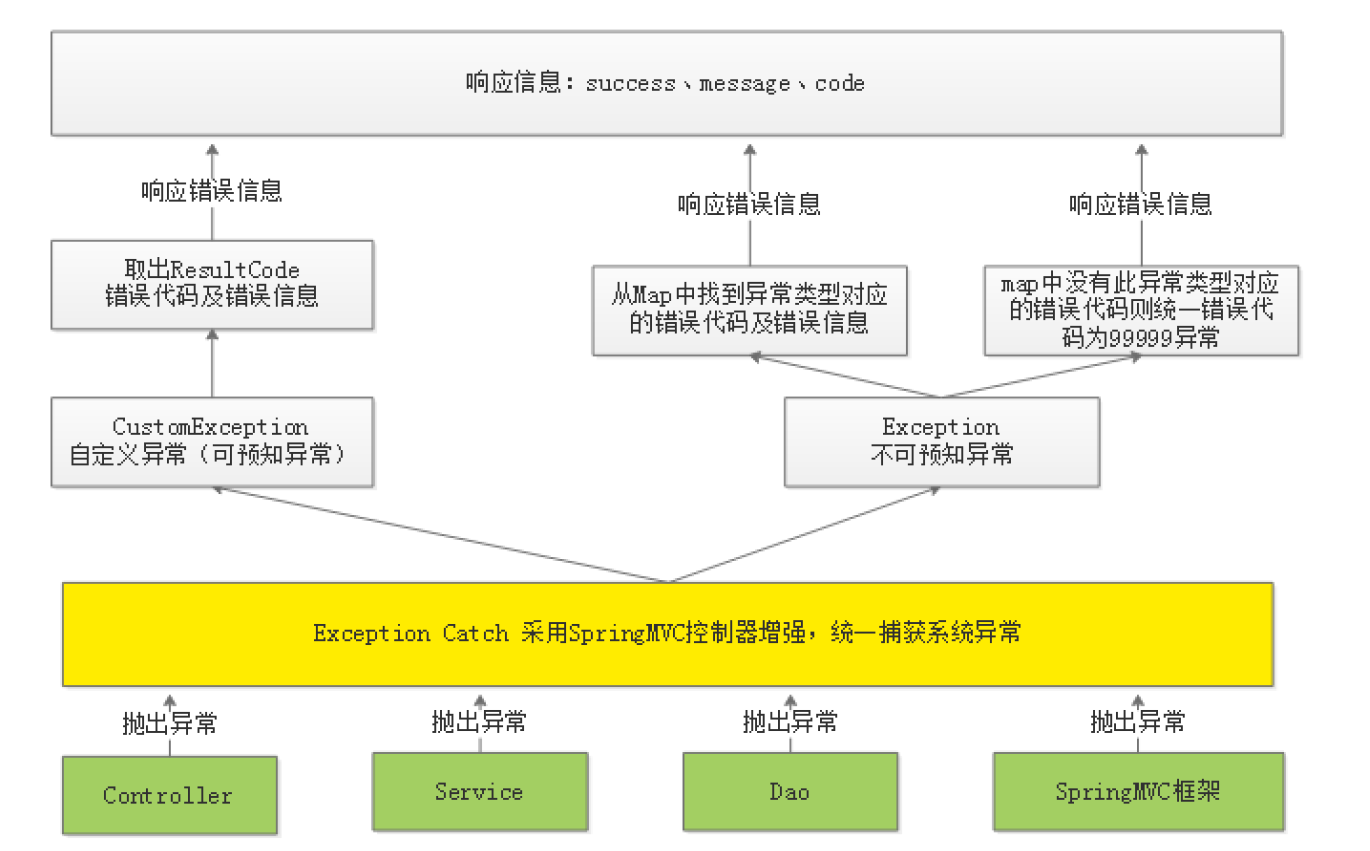 响应信息：success、message、code
响应错误信息
响应错误信息
响应错误信息
取出ResultCode
错误代码及错误信息
从Map中找到异常类型对应
的错误代码及错误信息
map中没有此异常类型对应
的错误代码则统一错误代
码为99999异常
CustomException
自定义异常（可预知异常）
Exception
不可预知异常
Exception Catch 采用SpringMVC控制器增强，统一捕获系统异常
抛出异常
抛出异常
抛出异常
抛出异常
Controller
Service
Dao
SpringMVC框架